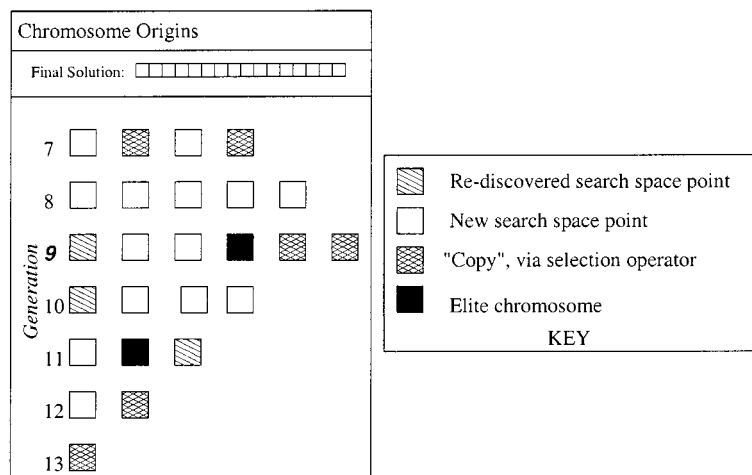 Chromosome Origins
Final Solution:
Generation
7
8
9
10
11
12
13
Re-discovered search space point
New search space point
"Copy", via selection operator
Elite chromosome
KEY